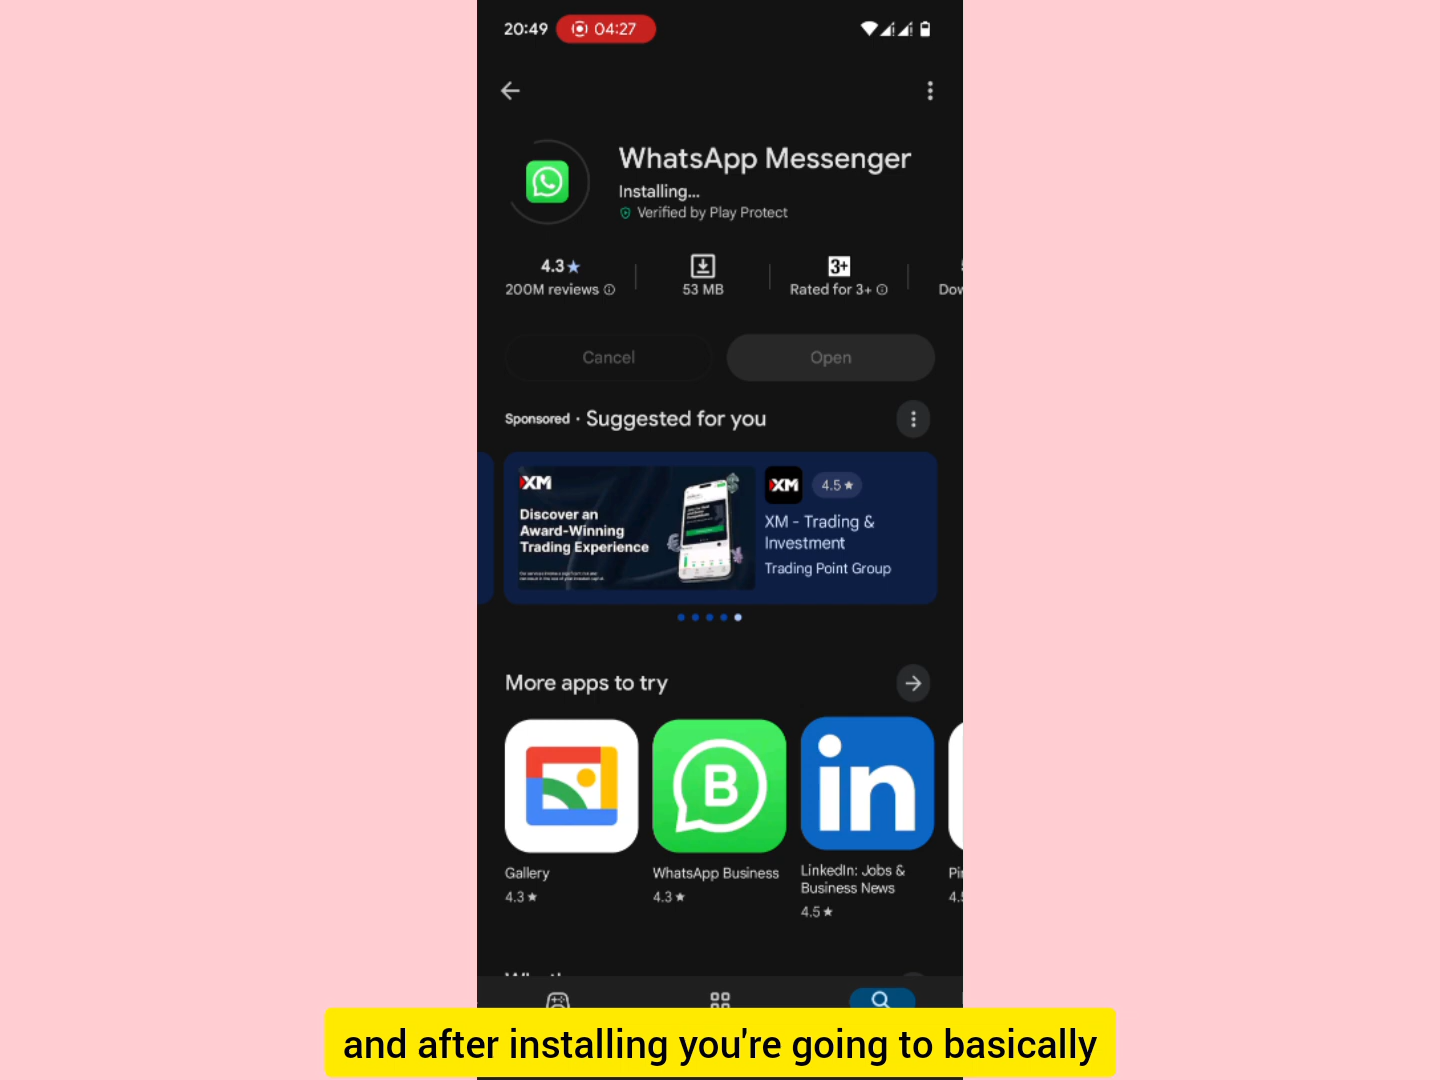 20:49 04:27
WhatsApp Messenger
Installing...
Verified by Play Protect
4.3★ 3+
200M reviews 53 MB Rated for 3+
Cancel Open
Sponsored · Suggested for you
XM
Discover an
Award-Winning
Trading Experience
XM 4.5★
XM - Trading &
Investment
Trading Point Group
More apps to try
B in
Gallery
4.3★
WhatsApp Business
4.3★
LinkedIn: Jobs &
Business News
4.5★
and after installing you're going to basically